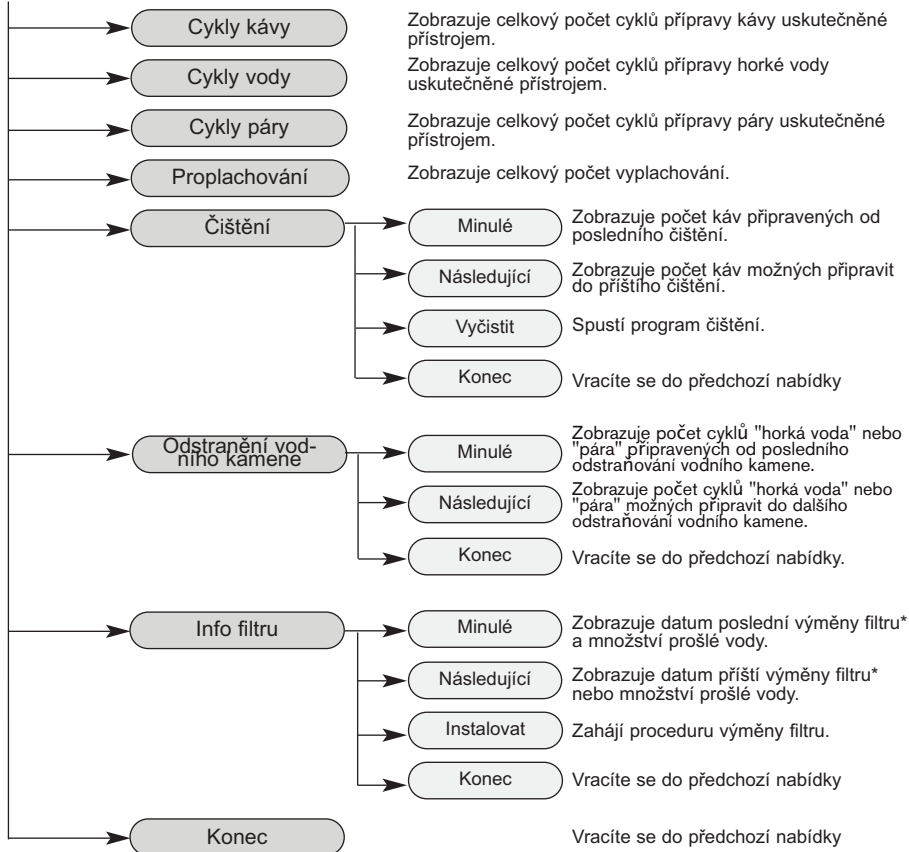 Cykly kávy
Zobrazuje celkový počet cyklů přípravy kávy uskutečněné
přístrojem.
Cykly vody
Zobrazuje celkový počet cyklů přípravy horké vody
uskutečněné přístrojem.
Cykly páry
Zobrazuje celkový počet cyklů přípravy páry uskutečněné
přístrojem.
Proplachování
Zobrazuje celkový počet vyplachování.
Čištění
Minulé
Zobrazuje počet káv připravených od
posledního čištění.
Následující
Zobrazuje počet káv možných připravit
do příštího čištění.
Vyčistit
Spustí program čištění.
Konec
Vracíte se do předchozí nabídky
Odstranění vod-
ního kamene
Minulé
Zobrazuje počet cyklů "horká voda" nebo
"pára" připravených od posledního
odstraňování vodního kamene.
Následující
Zobrazuje počet cyklů "horká voda" nebo
"pára" možných připravit do dalšího
odstraňování vodního kamene.
Konec
Vracíte se do předchozí nabídky.
Info filtru
Minulé
Zobrazuje datum poslední výměny filtru*
a množství prošlé vody.
Následující
Zobrazuje datum příští výměny filtru*
nebo množství prošlé vody.
Instalovat
Zahájí proceduru výměny filtru.
Konec
Vracíte se do předchozí nabídky
Konec
Vracíte se do předchozí nabídky